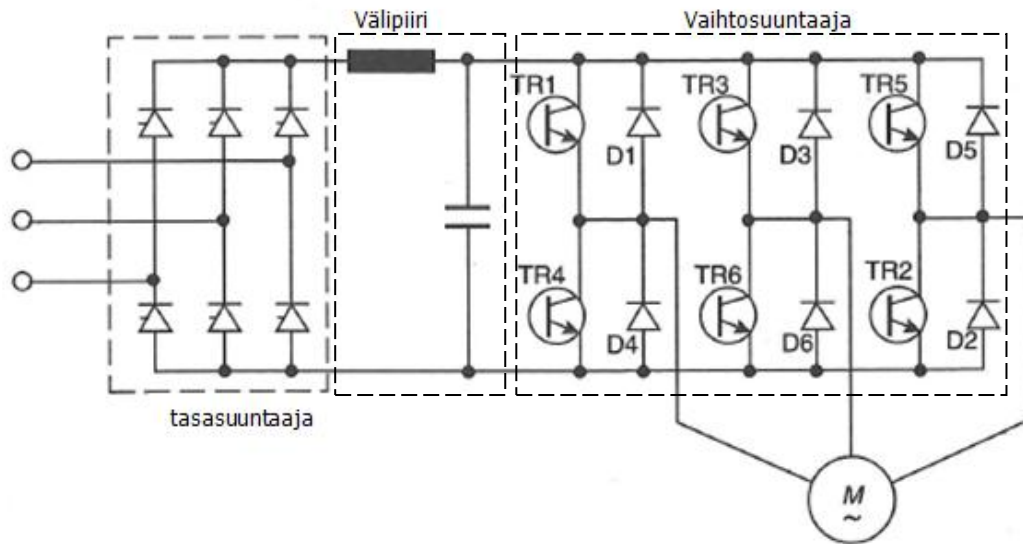 Välipiiri
Vaihtosuuntaaja
TR1
TR3
TR5
D1
D3
D5
TR4
TR6
TR2
D4
D6
D2
tasasuuntaaja
M
~